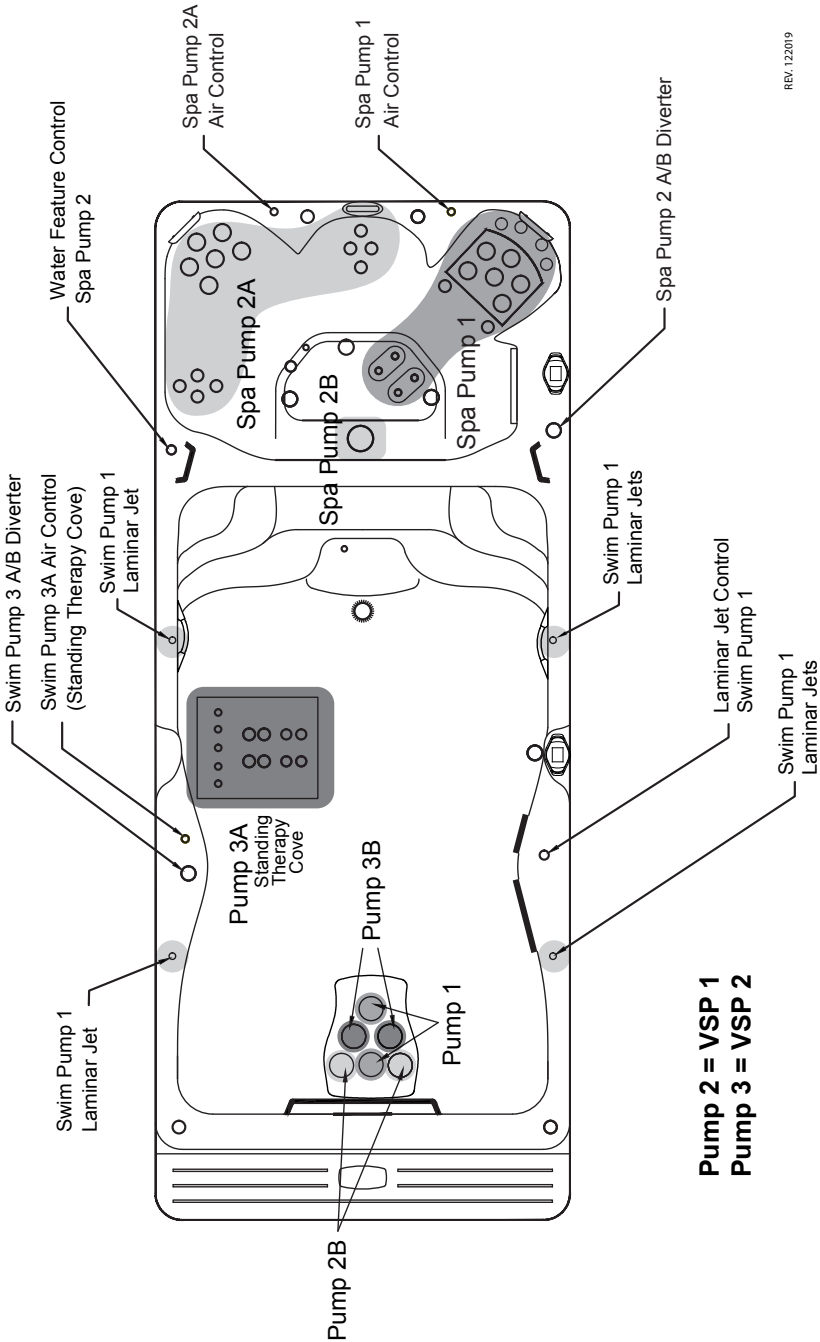 Water Feature Control
Spa Pump 2
Spa Pump 2A
Air Control
Spa Pump 1
Air Control
Spa Pump 2 A/B Diverter
Swim Pump 3 A/B Diverter
Swim Pump 3A Air Control
(Standing Therapy Cove)
Swim Pump 1
Laminar Jet
Swim Pump 1
Laminar Jet
Spa Pump 2A
Spa Pump 2B
Spa Pump 1
Pump 3A
Standing
Therapy
Cove
Pump 3B
Pump 1
Pump 2B
Swim Pump 1
Laminar Jets
Laminar Jet Control
Swim Pump 1
Swim Pump 1
Laminar Jets
Pump 2 = VSP 1
Pump 3 = VSP 2
REV. 122019